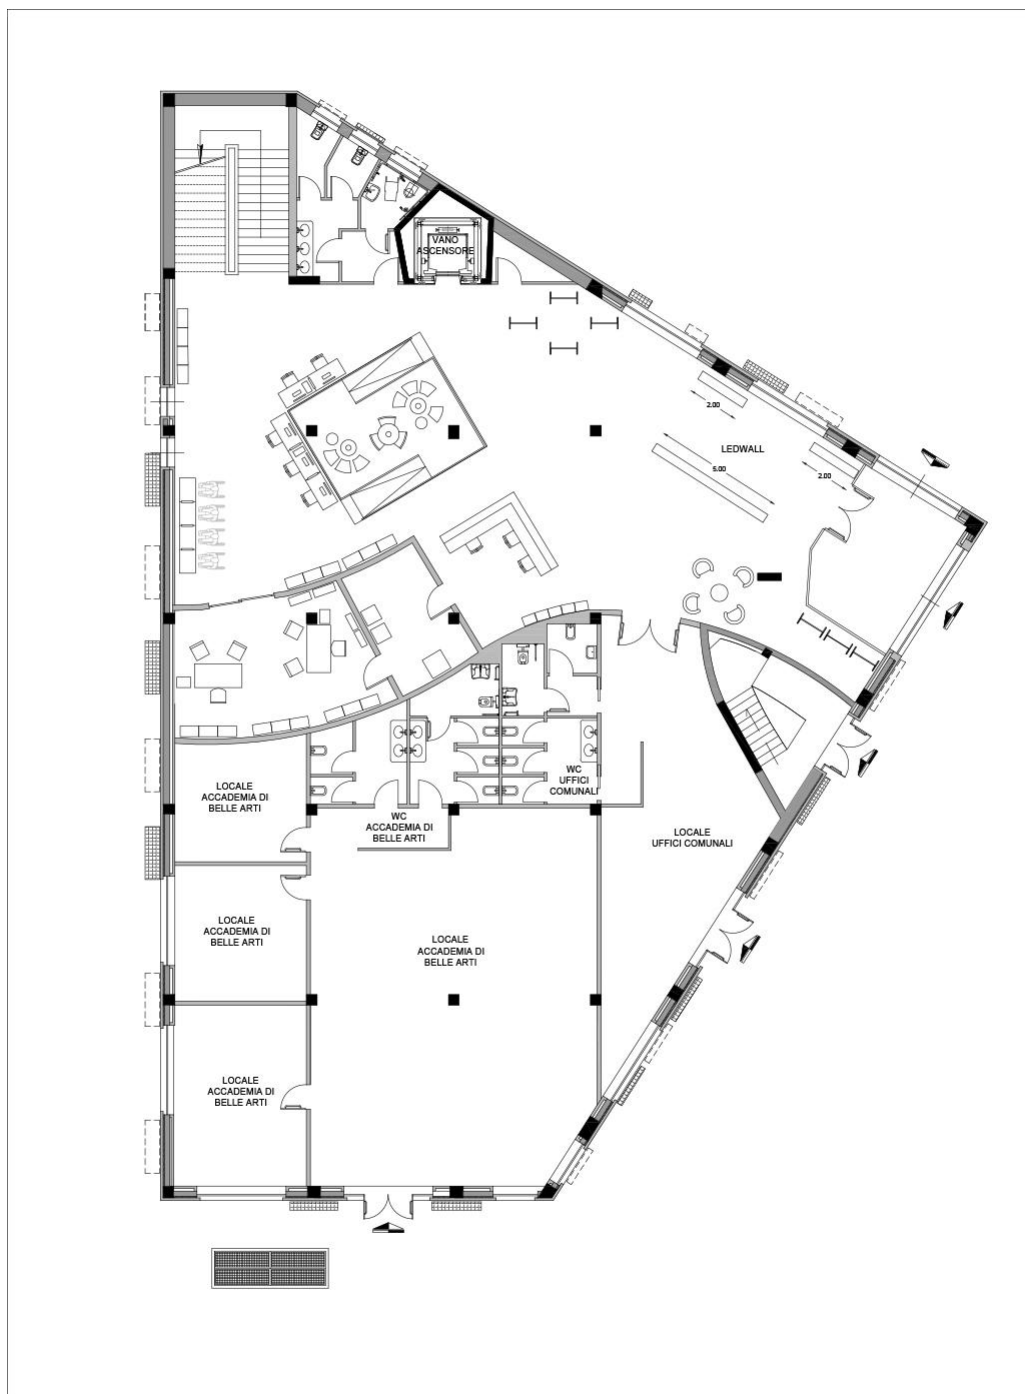 VANO
ASCENSORE
2.00
LEDWALL
5.00
2.00
WC
UFFICI
COMUNALI
LOCALE
ACCADEMIA DI
BELLE ARTI
WC
ACCADEMIA DI
BELLE ARTI
LOCALE
UFFICI COMUNALI
LOCALE
ACCADEMIA DI
BELLE ARTI
LOCALE
ACCADEMIA DI
BELLE ARTI
LOCALE
ACCADEMIA DI
BELLE ARTI